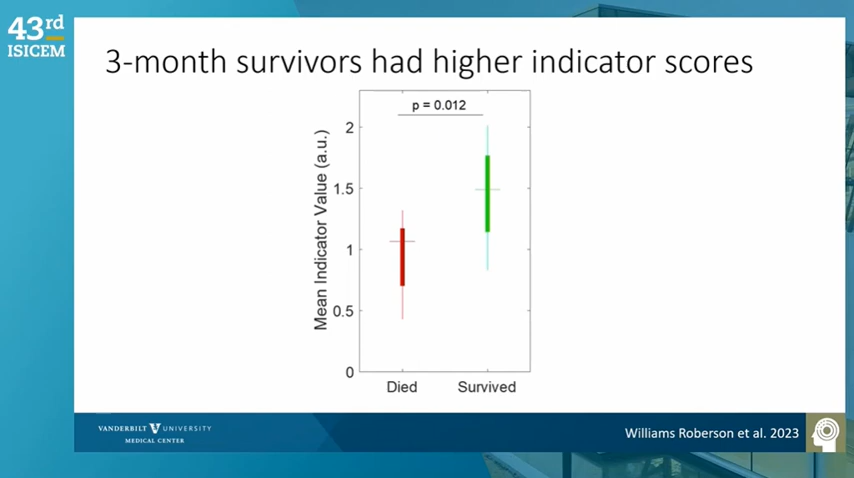 43rd
ISICEM
3-month survivors had higher indicator scores
p = 0.012
Mean Indicator Value (a.u.)
2
1.5
1
0.5
0
Died
Survived
VANDERBILT UNIVERSITY
MEDICAL CENTER
Williams Roberson et al. 2023